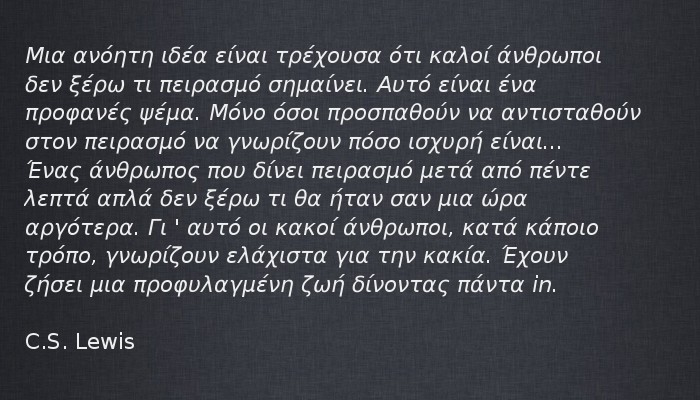 Μια ανόητη ιδέα είναι τρέχουσα ότι καλοί άνθρωποι
δεν ξέρω τι πειρασμό σημαίνει. Αυτό είναι ένα
προφανές ψέμα. Μόνο όσοι προσπαθούν να αντισταθούν
στον πειρασμό να γνωρίζουν πόσο ισχυρή είναι...
Ένας άνθρωπος που δίνει πειρασμό μετά από πέντε
λεπτά απλά δεν ξέρω τι θα ήταν σαν μια ώρα
αργότερα. Γι ' αυτό οι κακοί άνθρωποι, κατά κάποιο
τρόπο, γνωρίζουν ελάχιστα για την κακία. Έχουν
ζήσει μια προφυλαγμένη ζωή δίνοντας πάντα in.
C.S. Lewis